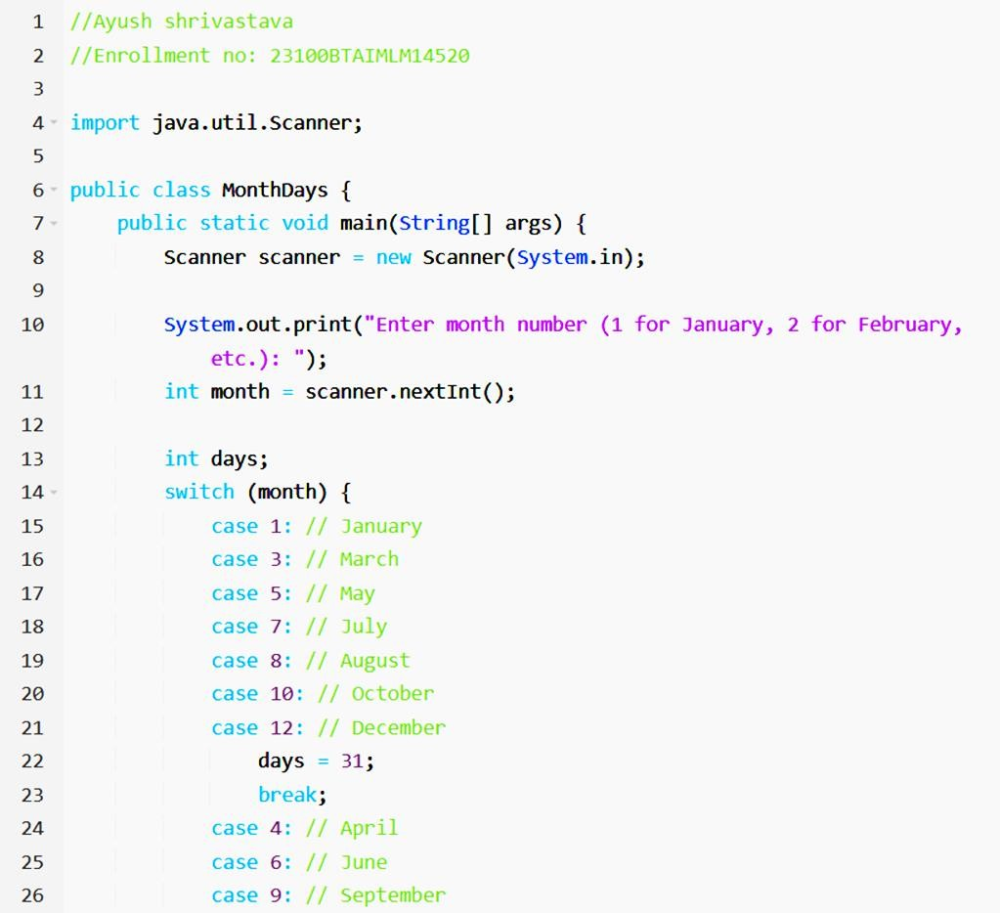 1 //Ayush shrivastava
2 //Enrollment no: 23100BTAIMLM14520
3
4 import java.util.Scanner;
5
6 public class MonthDays {
7     public static void main(String[] args) {
8         Scanner scanner = new Scanner(System.in);
9
10         System.out.print("Enter month number (1 for January, 2 for February,
            etc.): ");
11         int month = scanner.nextInt();
12
13         int days;
14         switch (month) {
15             case 1: // January
16             case 3: // March
17             case 5: // May
18             case 7: // July
19             case 8: // August
20             case 10: // October
21             case 12: // December
22                 days = 31;
23                 break;
24             case 4: // April
25             case 6: // June
26             case 9: // September